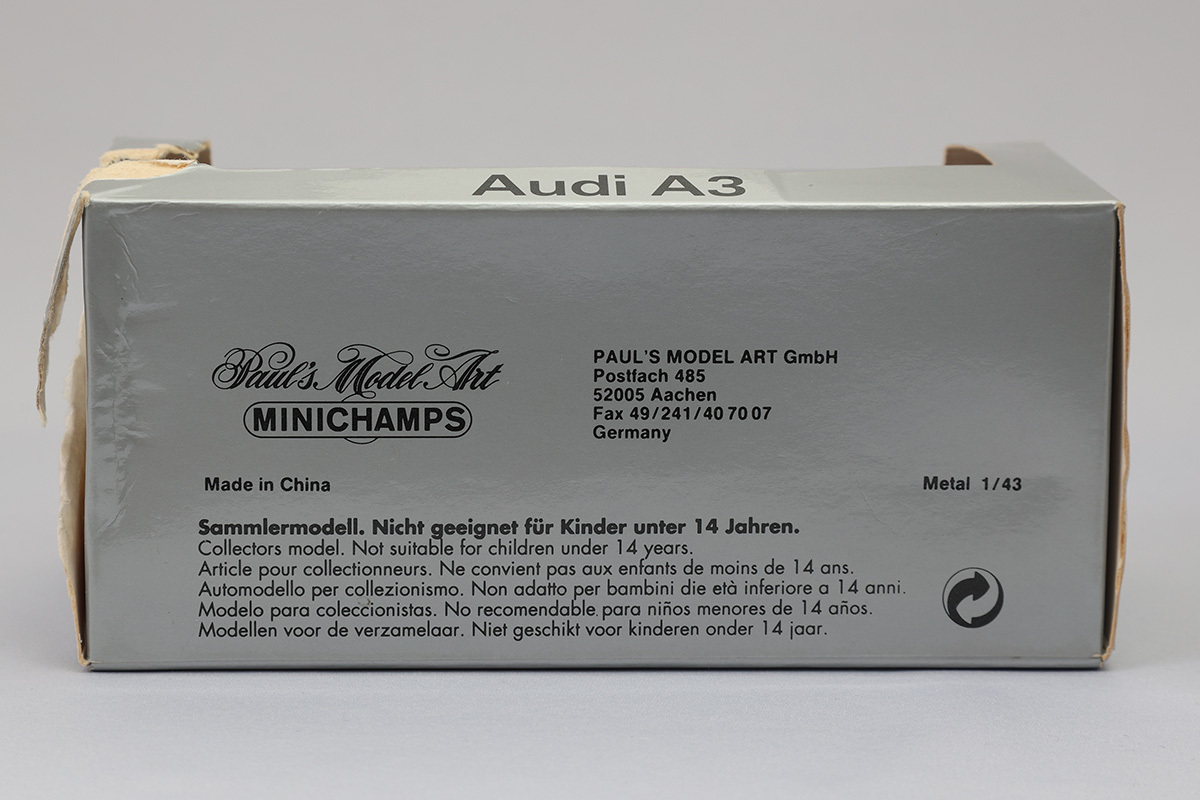 Audi A3
Paul's Model Art
MINICHAMPS
PAUL'S MODEL ART GmbH
Postfach 485
52005 Aachen
Fax 49/241/40 70 07
Germany
Made in China
Metal 1/43
Sammlermodell. Nicht geeignet für Kinder unter 14 Jahren.
Collectors model. Not suitable for children under 14 years.
Article pour collectionneurs. Ne convient pas aux enfants de moins de 14 ans.
Automodello per collezionismo. Non adatto per bambini die età inferiore a 14 anni.
Modelo para coleccionistas. No recomendable para niños menores de 14 años.
Modellen voor de verzamelaar. Niet geschikt voor kinderen onder 14 jaar.